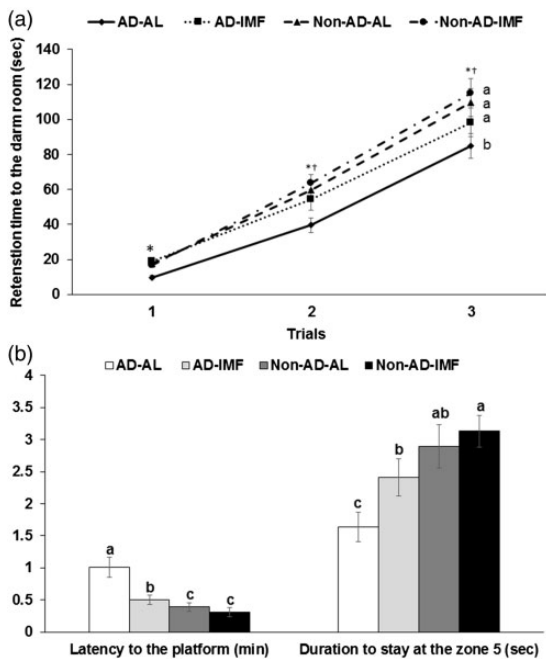 (a)
AD-AL AD-IMF Non-AD-AL Non-AD-IMF
Retenstion time to the darm room (sec)
140
120
100
80
60
40
20
0
*
*†
*†
a
a
a
b
1 2 3
Trials
(b)
AD-AL AD-IMF Non-AD-AL Non-AD-IMF
4
3.5
3
2.5
2
1.5
1
0.5
0
a b c c
c b ab a
Latency to the platform (min) Duration to stay at the zone 5 (sec)